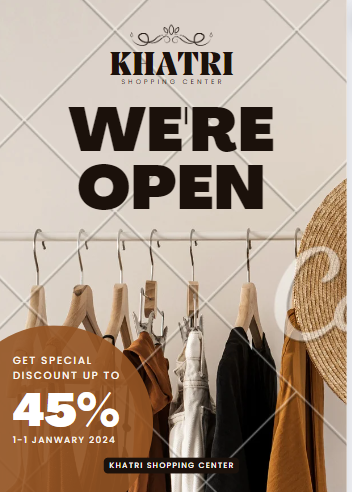 KHATRI
SHOPPING CENTER
WE'RE
OPEN
GET SPECIAL
DISCOUNT UP TO
45%
1-1 JANWARY 2024
KHATRI SHOPPING CENTER